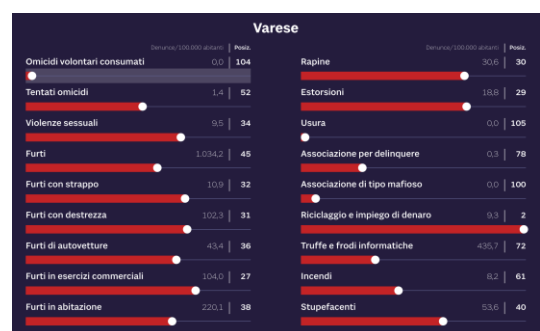 Varese
Denunce/100.000 abitanti Posiz.
Omicidi volontari consumati 0,0 104
Tentati omicidi 1,4 52
Violenze sessuali 9,5 34
Furti 1.034,2 45
Furti con strappo 10,9 32
Furti con destrezza 102,3 31
Furti di autovetture 43,4 36
Furti in esercizi commerciali 104,0 27
Furti in abitazione 220,1 38
Denunce/100.000 abitanti Posiz.
Rapine 30,6 30
Estorsioni 18,8 29
Usura 0,0 105
Associazione per delinquere 0,3 78
Associazione di tipo mafioso 0,0 100
Riciclaggio e impiego di denaro 9,3 2
Truffe e frodi informatiche 435,7 72
Incendi 8,2 61
Stupefacenti 53,6 40